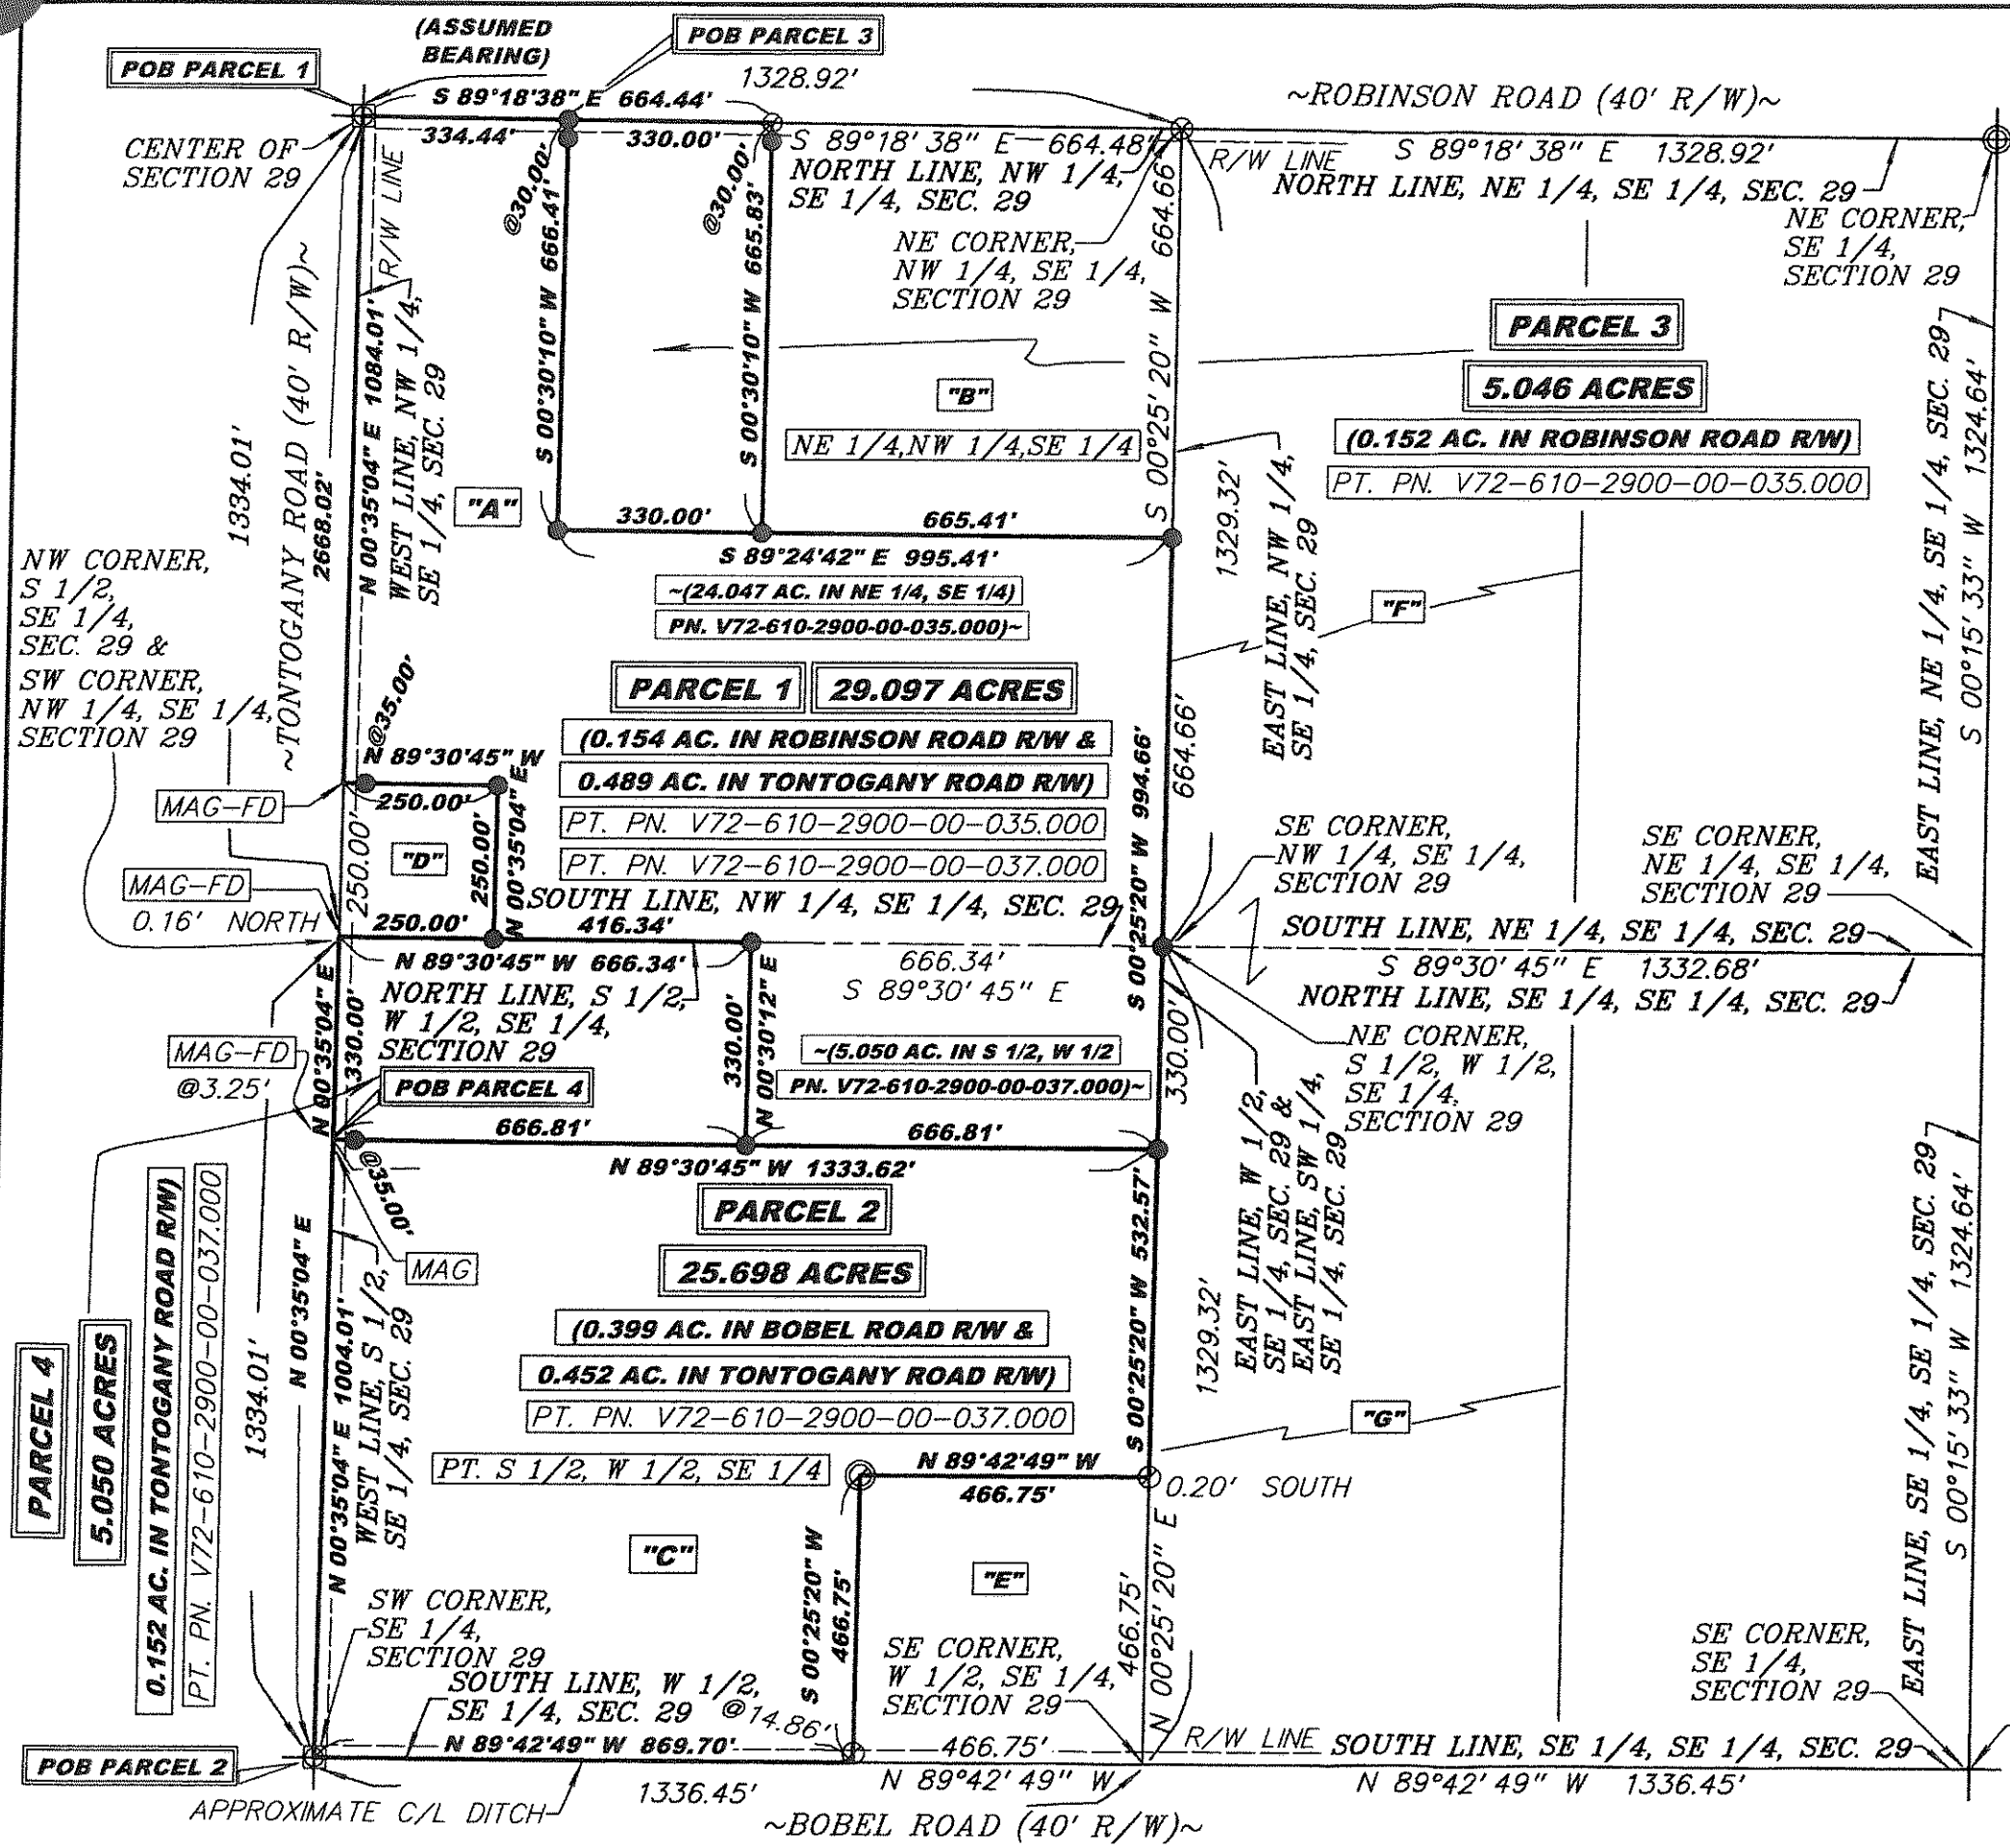 (ASSUMED
BEARING)
POB PARCEL 3
POB PARCEL 1
1328.92'
~ROBINSON ROAD (40' R/W)~
S 89°18'38" E 664.44'
334.44'
330.00'
S 89°18'38" E 664.48'
R/W LINE
S 89°18'38" E 1328.92'
CENTER OF
SECTION 29
NORTH LINE, NW 1/4,
SE 1/4, SEC. 29
NORTH LINE, NE 1/4, SE 1/4, SEC. 29
NE CORNER,
SE 1/4,
SECTION 29
NE CORNER,
NW 1/4, SE 1/4,
SECTION 29
R/W LINE
@30.00'
@30.00'
S 00°30'10" W 666.41'
S 00°30'10" W 665.83'
S 00°25'20" W 664.66
PARCEL 3
5.046 ACRES
(0.152 AC. IN ROBINSON ROAD R/W)
PT. PN. V72-610-2900-00-035.000
"B"
NE 1/4,NW 1/4,SE 1/4
1334.01'
~TONTOGANY ROAD (40' R/W)~
2668.02'
N 00°35'04" E 1084.01'
WEST LINE, NW 1/4,
SE 1/4, SEC. 29
"A"
330.00'
665.41'
S 89°24'42" E 995.41'
~(24.047 AC. IN NE 1/4, SE 1/4)
PN. V72-610-2900-00-035.000)~
1329.32'
EAST LINE, NW 1/4,
SE 1/4, SEC. 29
"F"
EAST LINE, NE 1/4, SE 1/4, SEC. 29
S 00°15'33" W 1324.64'
NW CORNER,
S 1/2,
SE 1/4,
SEC. 29 &
SW CORNER,
NW 1/4, SE 1/4,
SECTION 29
PARCEL 1
29.097 ACRES
(0.154 AC. IN ROBINSON ROAD R/W &
0.489 AC. IN TONTOGANY ROAD R/W)
PT. PN. V72-610-2900-00-035.000
PT. PN. V72-610-2900-00-037.000
@35.00'
N 89°30'45" W
250.00'
MAG-FD
250.00'
"D"
250.00'
N 00°35'04" E
664.66'
S 00°25'20" W 994.66'
SOUTH LINE, NW 1/4, SE 1/4, SEC. 29
SE CORNER,
NW 1/4, SE 1/4,
SECTION 29
SE CORNER,
NE 1/4, SE 1/4,
SECTION 29
MAG-FD
0.16' NORTH
250.00'
416.34'
N 89°30'45" W 666.34'
666.34'
S 89°30'45" E
SOUTH LINE, NE 1/4, SE 1/4, SEC. 29
S 89°30'45" E 1332.68'
NORTH LINE, SE 1/4, SE 1/4, SEC. 29
NORTH LINE, S 1/2,
W 1/2, SE 1/4,
SECTION 29
N 00°35'04" E
330.00'
330.00'
N 00°30'12" E
~(5.050 AC. IN S 1/2, W 1/2
PN. V72-610-2900-00-037.000)~
330.00'
NE CORNER,
S 1/2, W 1/2,
SE 1/4,
SECTION 29
MAG-FD
@3.25'
POB PARCEL 4
666.81'
666.81'
N 89°30'45" W 1333.62'
@35.00'
MAG
PARCEL 2
25.698 ACRES
(0.399 AC. IN BOBEL ROAD R/W &
0.452 AC. IN TONTOGANY ROAD R/W)
PT. PN. V72-610-2900-00-037.000
PT. S 1/2, W 1/2, SE 1/4
PARCEL 4
5.050 ACRES
0.152 AC. IN TONTOGANY ROAD R/W)
PT. PN. V72-610-2900-00-037.000
1334.01'
N 00°35'04" E
N 00°35'04" E 1004.01'
WEST LINE, S 1/2,
SE 1/4, SEC. 29
S 00°25'20" W 532.57'
1329.32'
EAST LINE, W 1/2,
SE 1/4, SEC. 29 &
EAST LINE, SW 1/4,
SE 1/4, SEC. 29
"G"
EAST LINE, SE 1/4, SE 1/4, SEC. 29
S 00°15'33" W 1324.64'
N 89°42'49" W
466.75'
0.20' SOUTH
"C"
S 00°25'20" W
466.75'
"E"
466.75'
N 00°25'20" E
SW CORNER,
SE 1/4,
SECTION 29
SOUTH LINE, W 1/2,
SE 1/4, SEC. 29
@14.86'
SE CORNER,
W 1/2, SE 1/4,
SECTION 29
SE CORNER,
SE 1/4,
SECTION 29
POB PARCEL 2
N 89°42'49" W 869.70'
466.75'
R/W LINE
SOUTH LINE, SE 1/4, SE 1/4, SEC. 29
1336.45'
N 89°42'49" W
N 89°42'49" W 1336.45'
APPROXIMATE C/L DITCH
~BOBEL ROAD (40' R/W)~